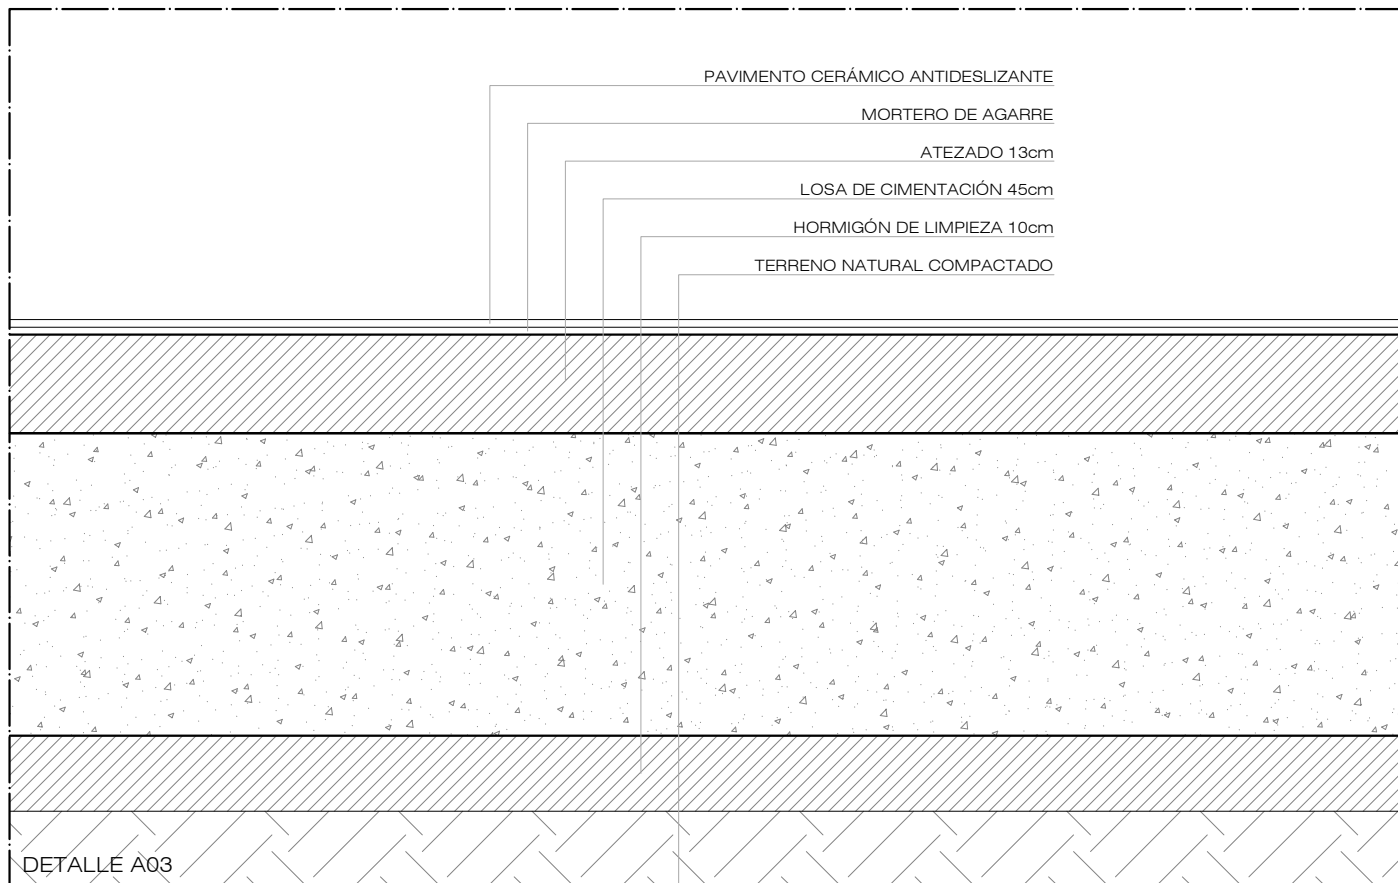 PAVIMENTO CERÁMICO ANTIDESLIZANTE
MORTERO DE AGARRE
ATEZADO 13cm
LOSA DE CIMENTACIÓN 45cm
HORMIGÓN DE LIMPIEZA 10cm
TERRENO NATURAL COMPACTADO
DETALLE A03